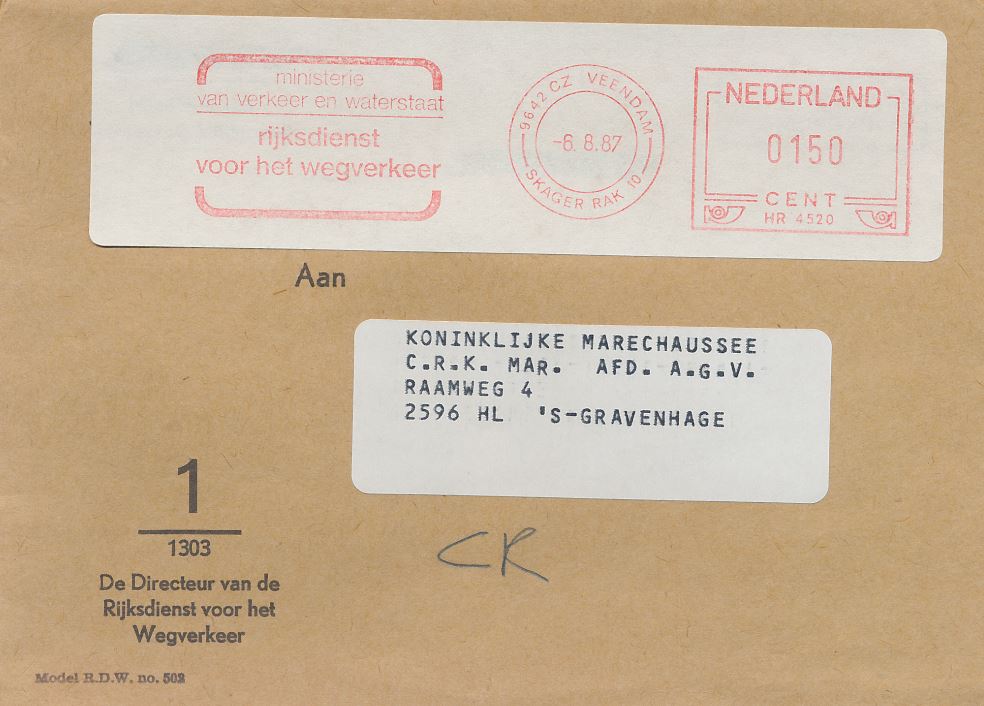 ministerie
van verkeer en waterstaat
rijksdienst
voor het wegverkeer
9642 CZ VEENDAM
-6.8.87
SKAGER RAK 10
NEDERLAND
0150
CENT
HR 4520
Aan
KONINKLIJKE MARECHAUSSEE
C.R.K. MAR. AFD. A.G.V.
RAAMWEG 4
2596 HL 'S-GRAVENHAGE
CR
1
1303
De Directeur van de
Rijksdienst voor het
Wegverkeer
Model R.D.W. no. 502